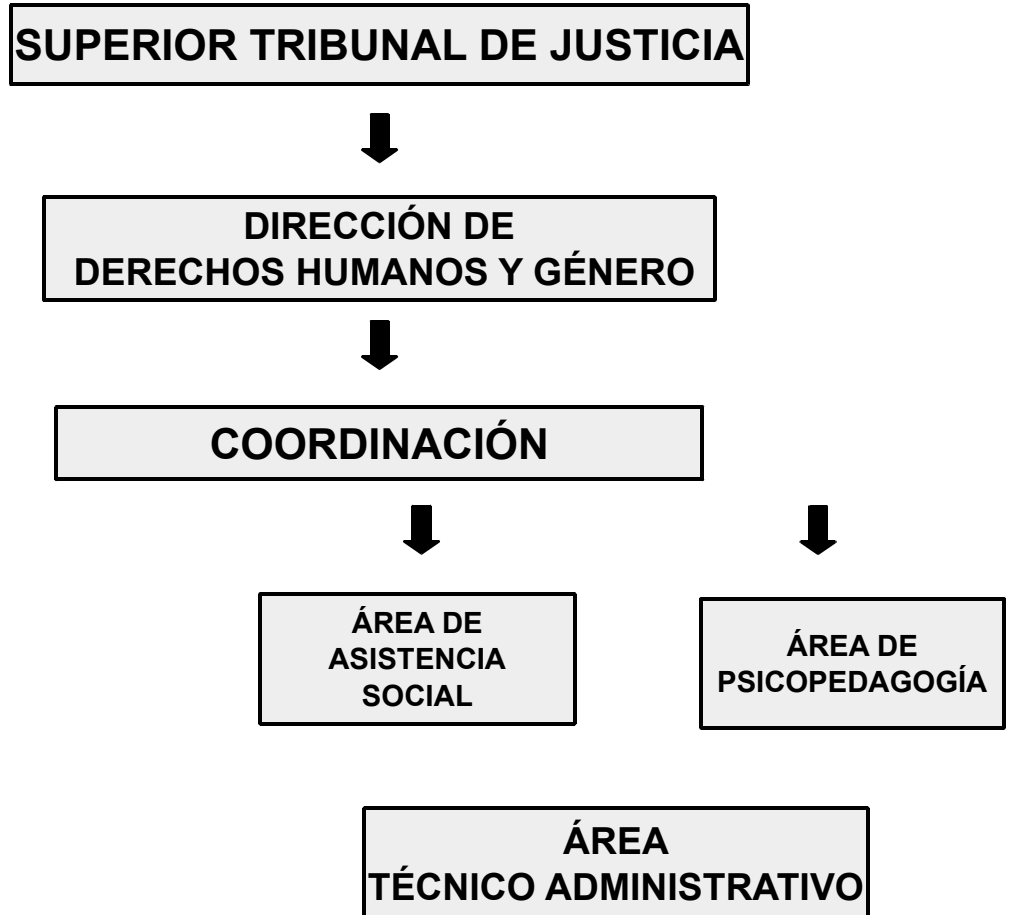 SUPERIOR TRIBUNAL DE JUSTICIA
DIRECCIÓN DE
DERECHOS HUMANOS Y GÉNERO
COORDINACIÓN
ÁREA DE
ASISTENCIA
SOCIAL
ÁREA DE
PSICOPEDAGOGÍA
ÁREA
TÉCNICO ADMINISTRATIVO